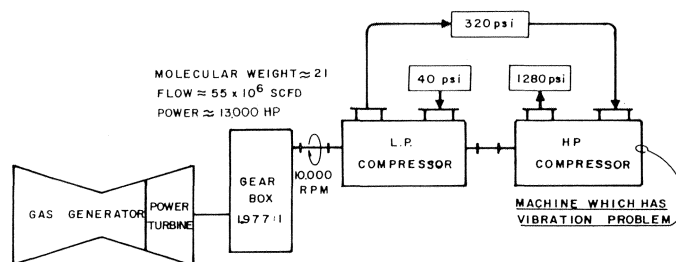 320 psi
MOLECULAR WEIGHT ≈ 21
FLOW ≈ 55 x 10⁶ SCFD
POWER ≈ 13,000 HP
40 psi
1280 psi
L.P.
COMPRESSOR
HP
COMPRESSOR
10,000
RPM
GEAR
BOX
1.977:1
GAS GENERATOR
POWER
TURBINE
MACHINE WHICH HAS
VIBRATION PROBLEM